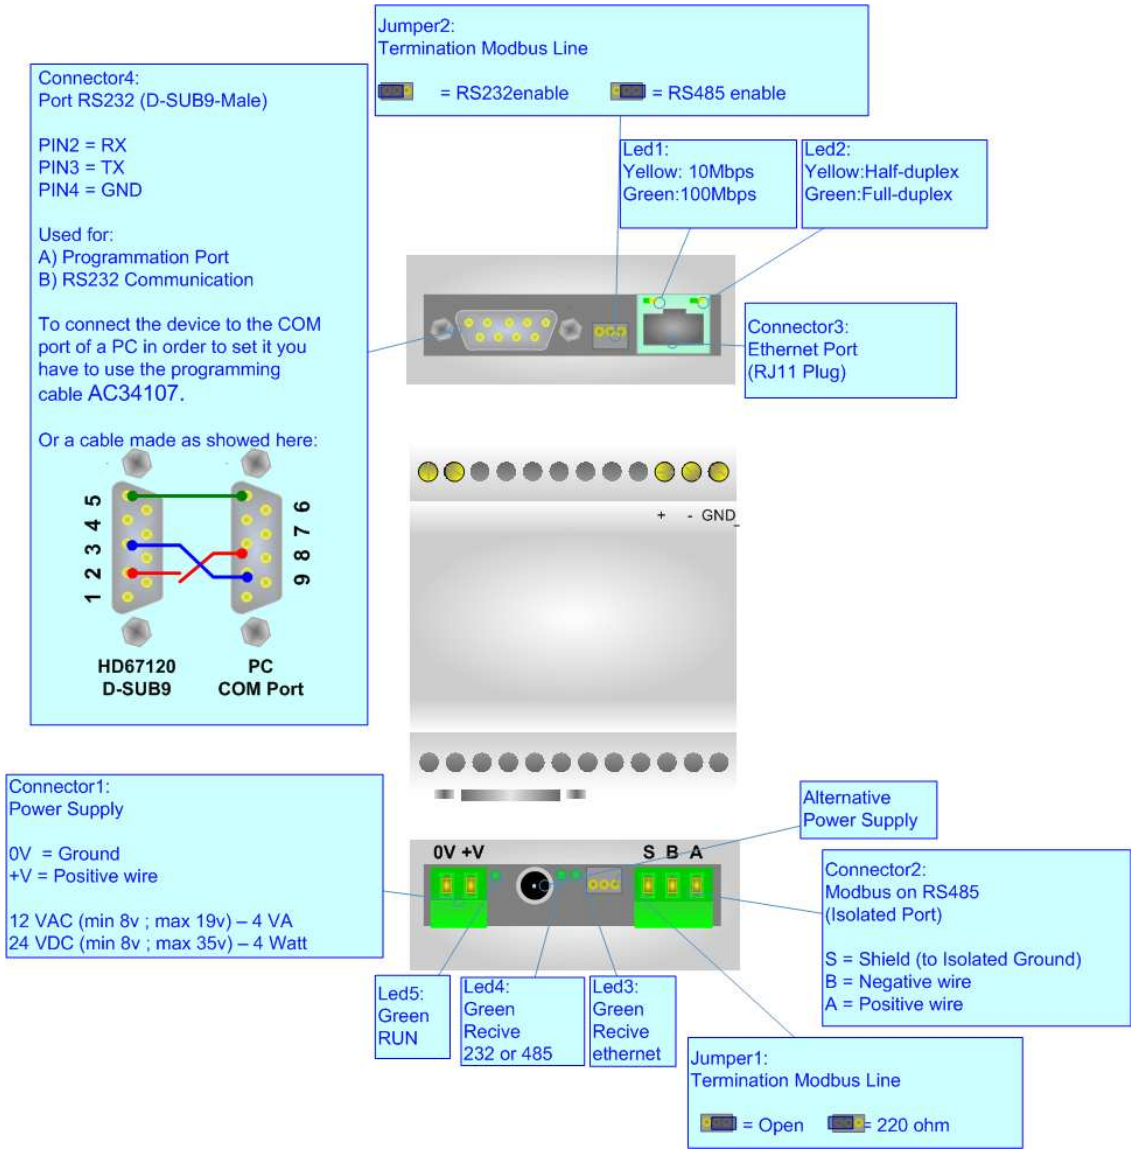 Jumper2:
Termination Modbus Line
= RS232enable
= RS485 enable
Connector4:
Port RS232 (D-SUB9-Male)
PIN2 = RX
PIN3 = TX
PIN4 = GND
Used for:
A) Programmation Port
B) RS232 Communication
To connect the device to the COM
port of a PC in order to set it you
have to use the programming
cable AC34107.
Or a cable made as showed here:
5
4
3
2
1
6
7
8
9
HD67120
D-SUB9
PC
COM Port
Led1:
Yellow: 10Mbps
Green:100Mbps
Led2:
Yellow:Half-duplex
Green:Full-duplex
Connector3:
Ethernet Port
(RJ11 Plug)
+ - GND
Connector1:
Power Supply
0V = Ground
+V = Positive wire
12 VAC (min 8v ; max 19v) – 4 VA
24 VDC (min 8v ; max 35v) – 4 Watt
Alternative
Power Supply
0V +V
S B A
Connector2:
Modbus on RS485
(Isolated Port)
S = Shield (to Isolated Ground)
B = Negative wire
A = Positive wire
Led5:
Green
RUN
Led4:
Green
Recive
232 or 485
Led3:
Green
Recive
ethernet
Jumper1:
Termination Modbus Line
= Open
= 220 ohm